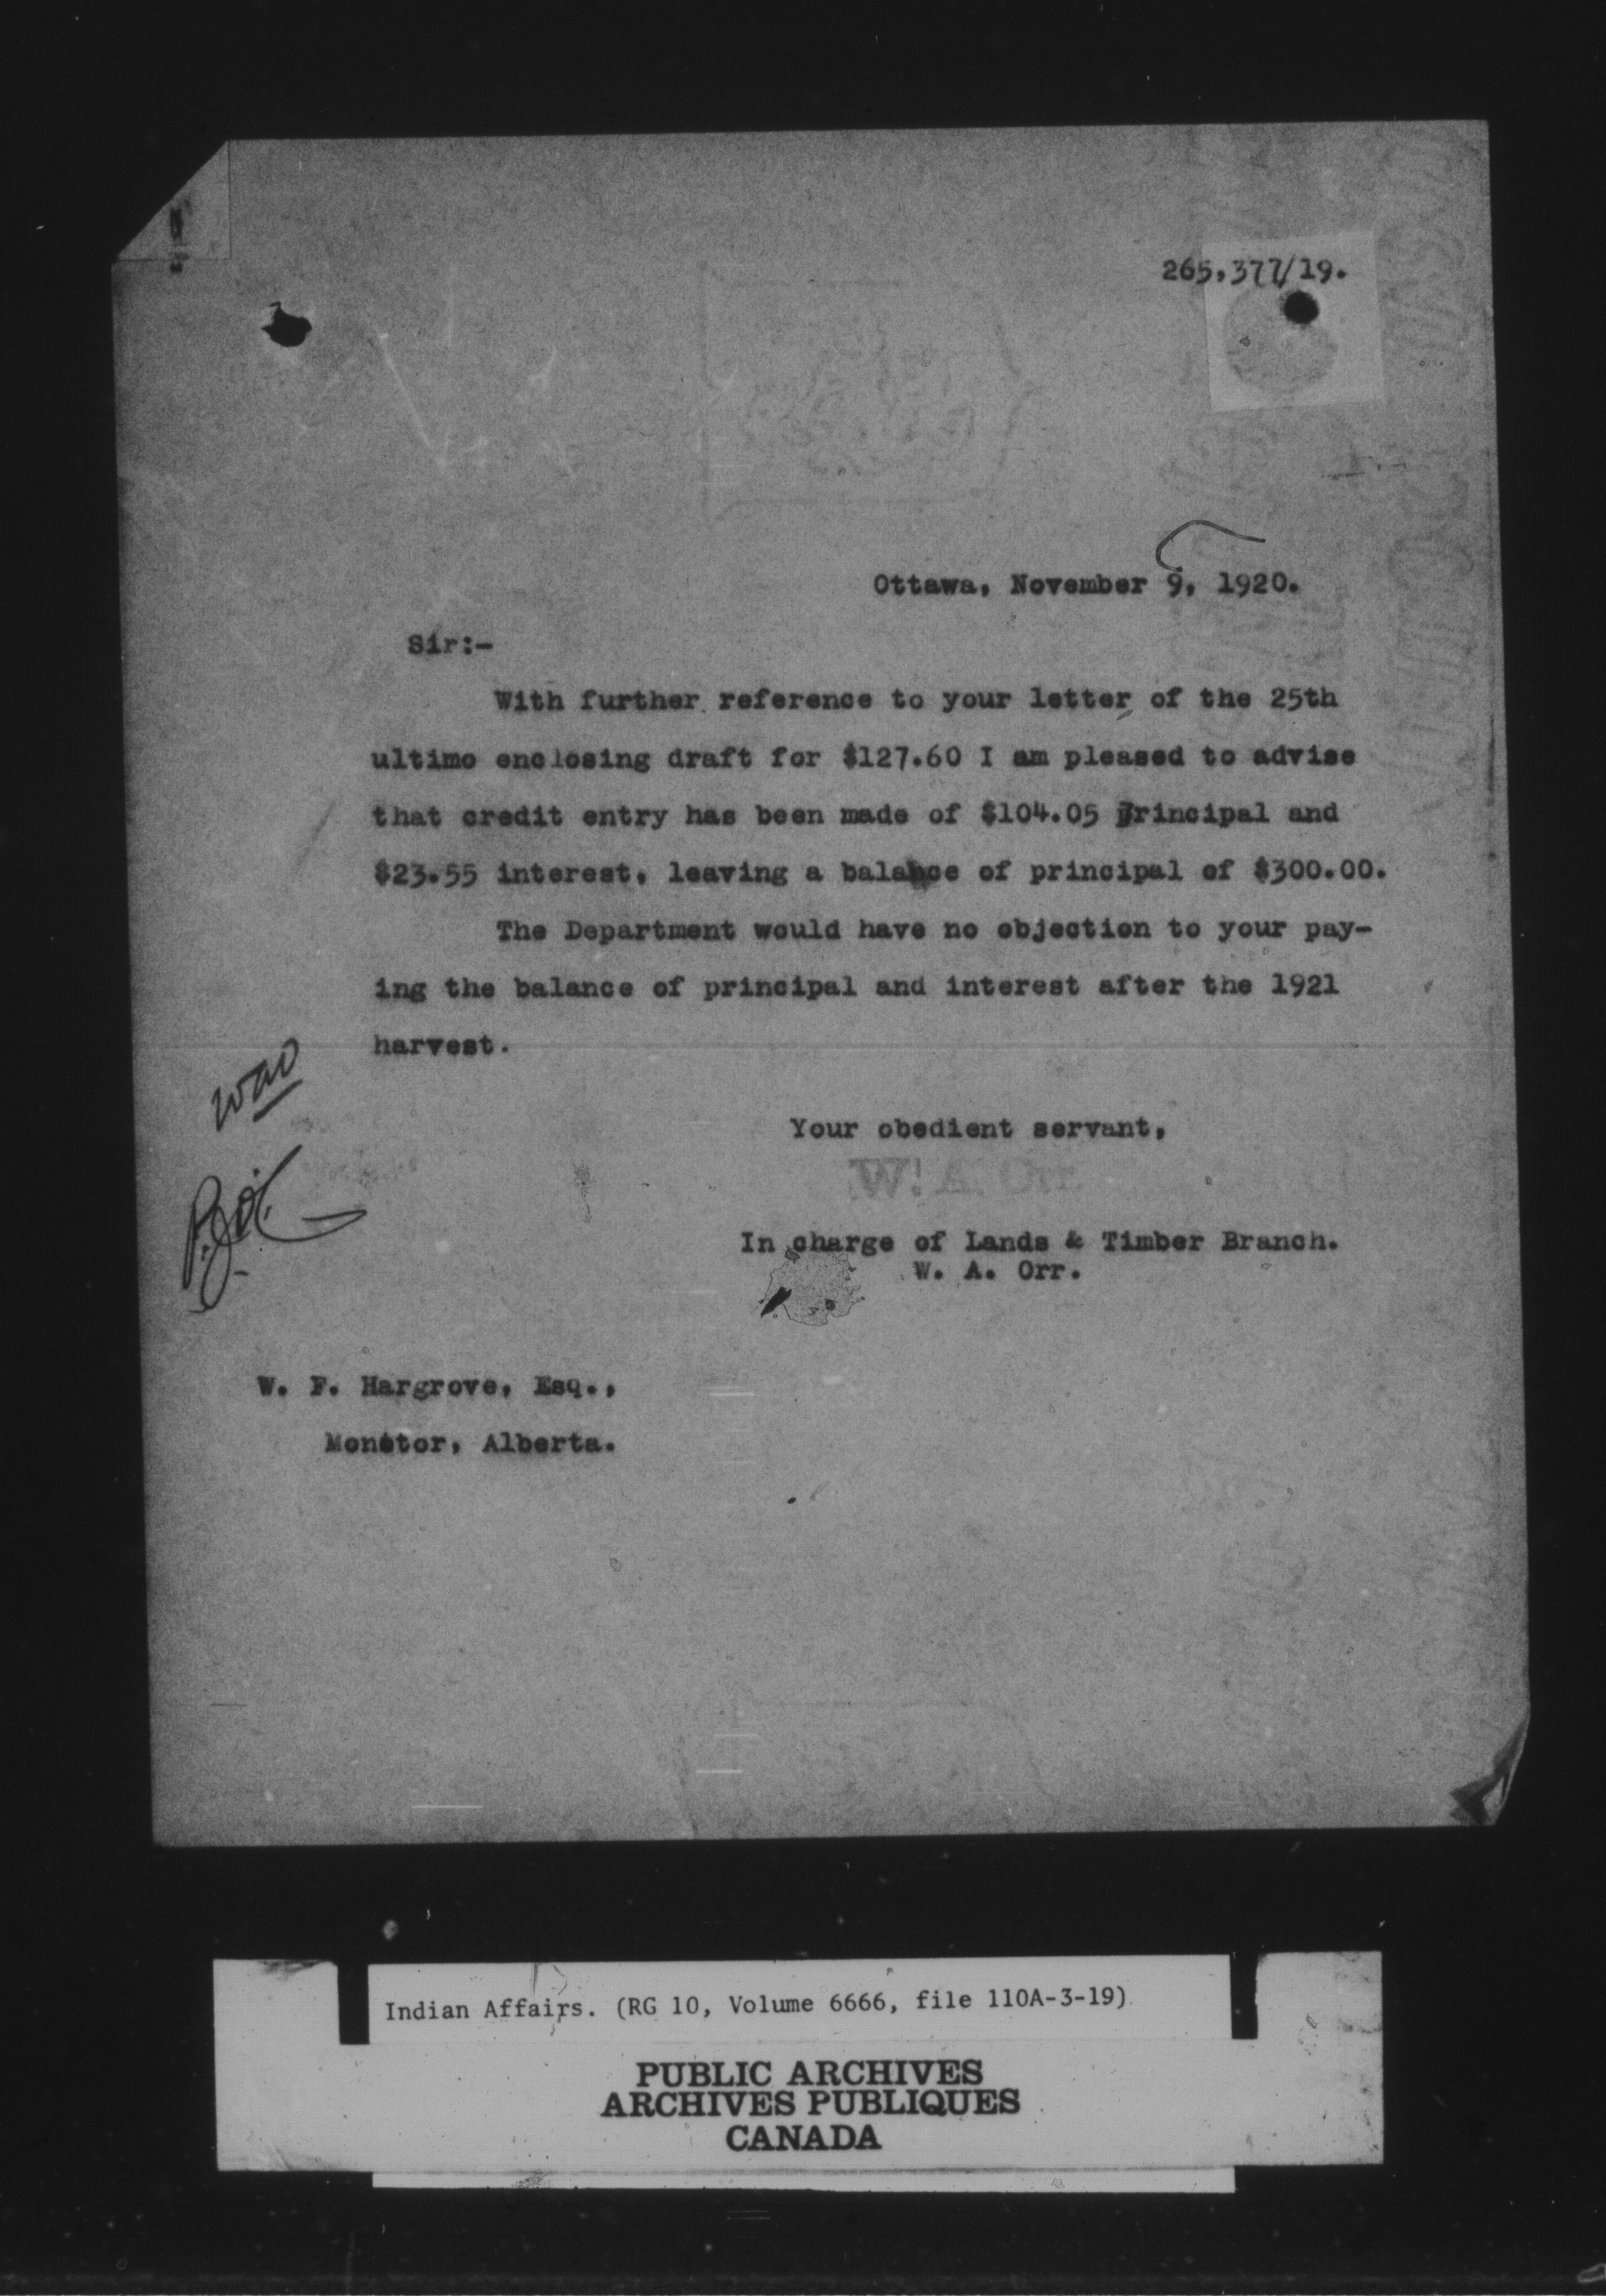 265,377/19.
Ottawa, November 9, 1920.
Sir:-
With further reference to your letter of the 25th
ultimo enclosing draft for $127.60 I am pleased to advise
that credit entry has been made of $104.05 principal and
$23.55 interest, leaving a balance of principal of $300.00.
The Department would have no objection to your pay-
ing the balance of principal and interest after the 1921
harvest.
WAO
Your obedient servant,
W. A. Orr
In charge of Lands & Timber Branch.
W. A. Orr.
W. F. Hargrove, Esq.,
Monitor, Alberta.
Indian Affairs. (RG 10, Volume 6666, file 110A-3-19)
PUBLIC ARCHIVES
ARCHIVES PUBLIQUES
CANADA